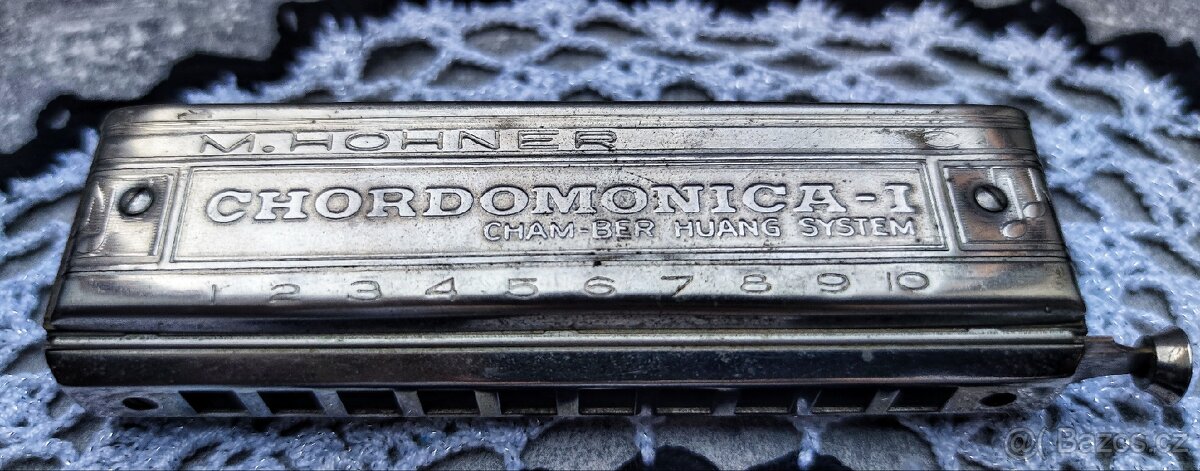 M. HOHNER C
CHORDOMONICA-I
CHAM-BER HUANG SYSTEM
1 2 3 4 5 6 7 8 9 10
Bazos.cz